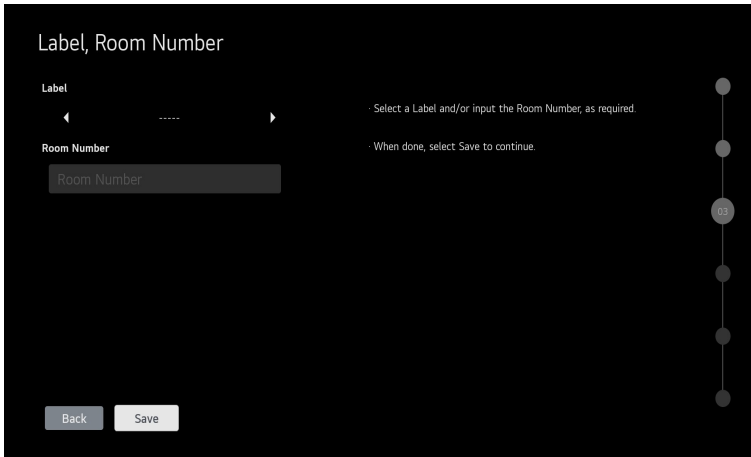 Label, Room Number
Label
-----
· Select a Label and/or input the Room Number, as required.
Room Number
· When done, select Save to continue.
Room Number
03
Back
Save